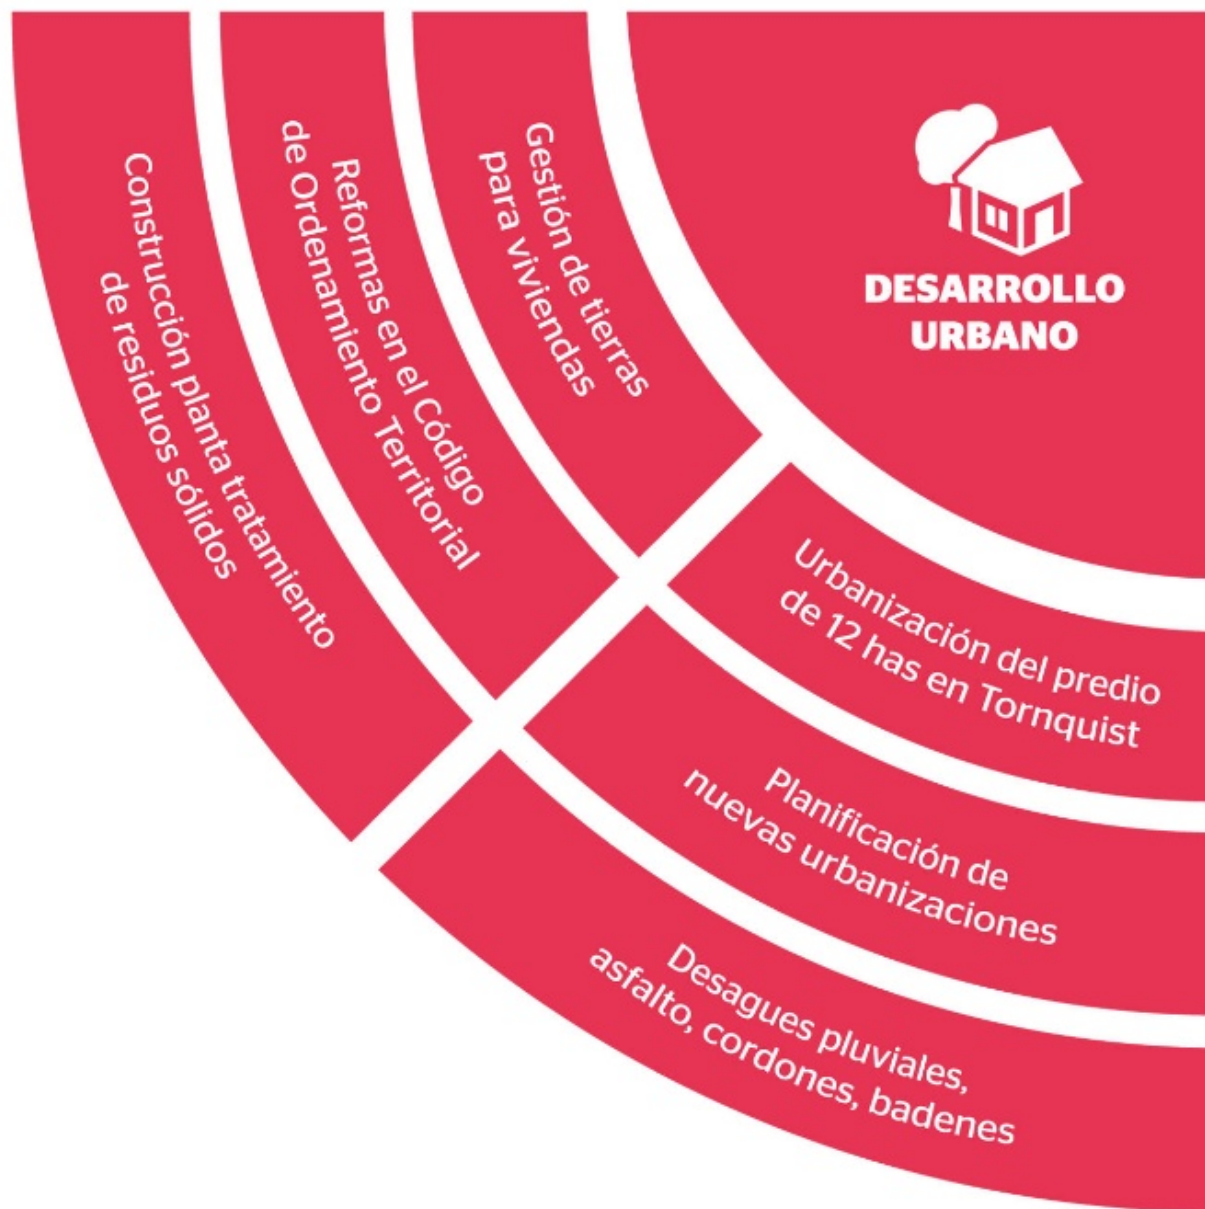 DESARROLLO
URBANO
Gestión de tierras
para viviendas
Reformas en el Código
de Ordenamiento Territorial
Construcción planta tratamiento
de residuos sólidos
Urbanización del predio
de 12 has en Tornquist
Planificación de
nuevas urbanizaciones
Desagues pluviales,
asfalto, cordones, badenes